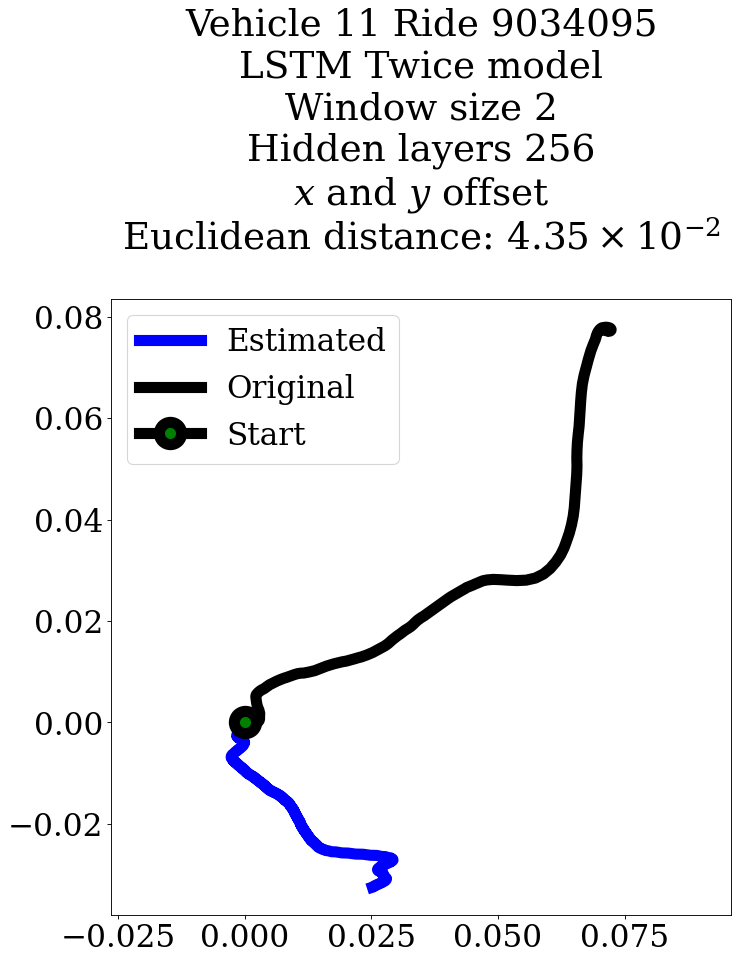 Vehicle 11 Ride 9034095
LSTM Twice model
Window size 2
Hidden layers 256
x and y offset
Euclidean distance: 4.35 × 10⁻²
Estimated
Original
Start
0.08
0.06
0.04
0.02
0.00
−0.02
−0.025 0.000 0.025 0.050 0.075